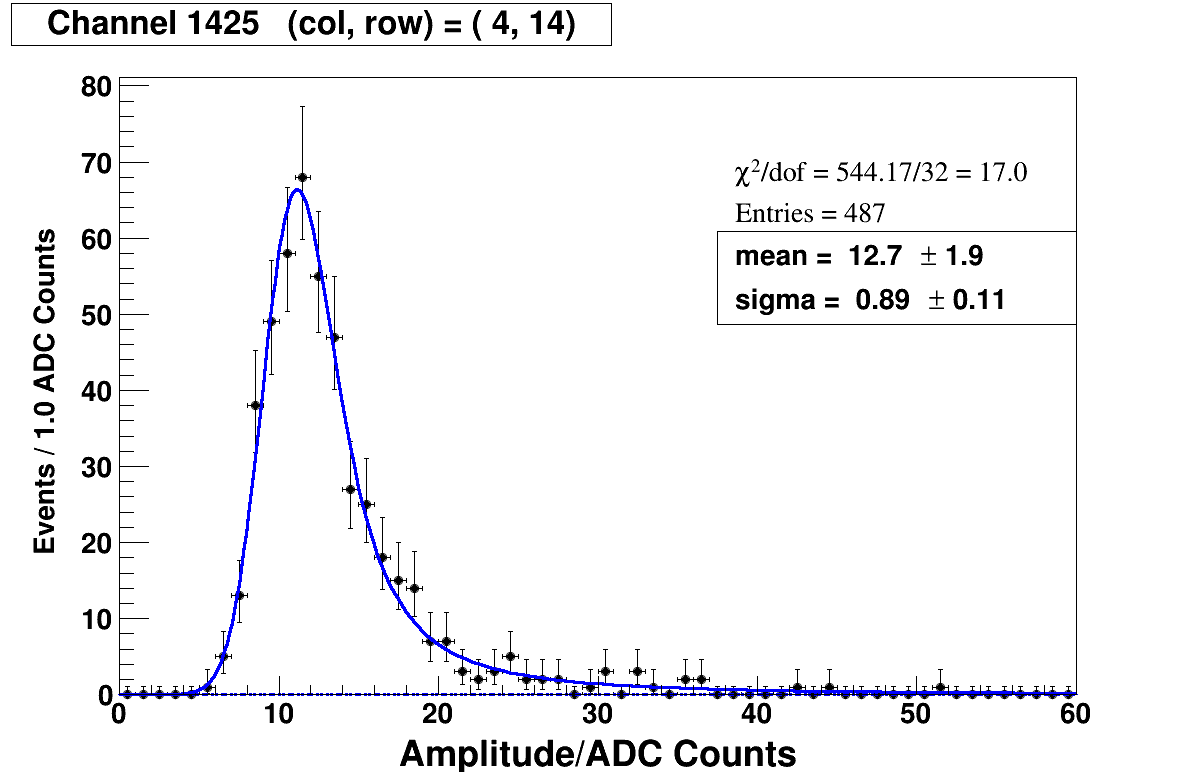 Channel 1425 (col, row) = ( 4, 14)
χ²/dof = 544.17/32 = 17.0
Entries = 487
mean = 12.7 ± 1.9
sigma = 0.89 ± 0.11
Events / 1.0 ADC Counts
80
70
60
50
40
30
20
10
0
0 10 20 30 40 50 60
Amplitude/ADC Counts